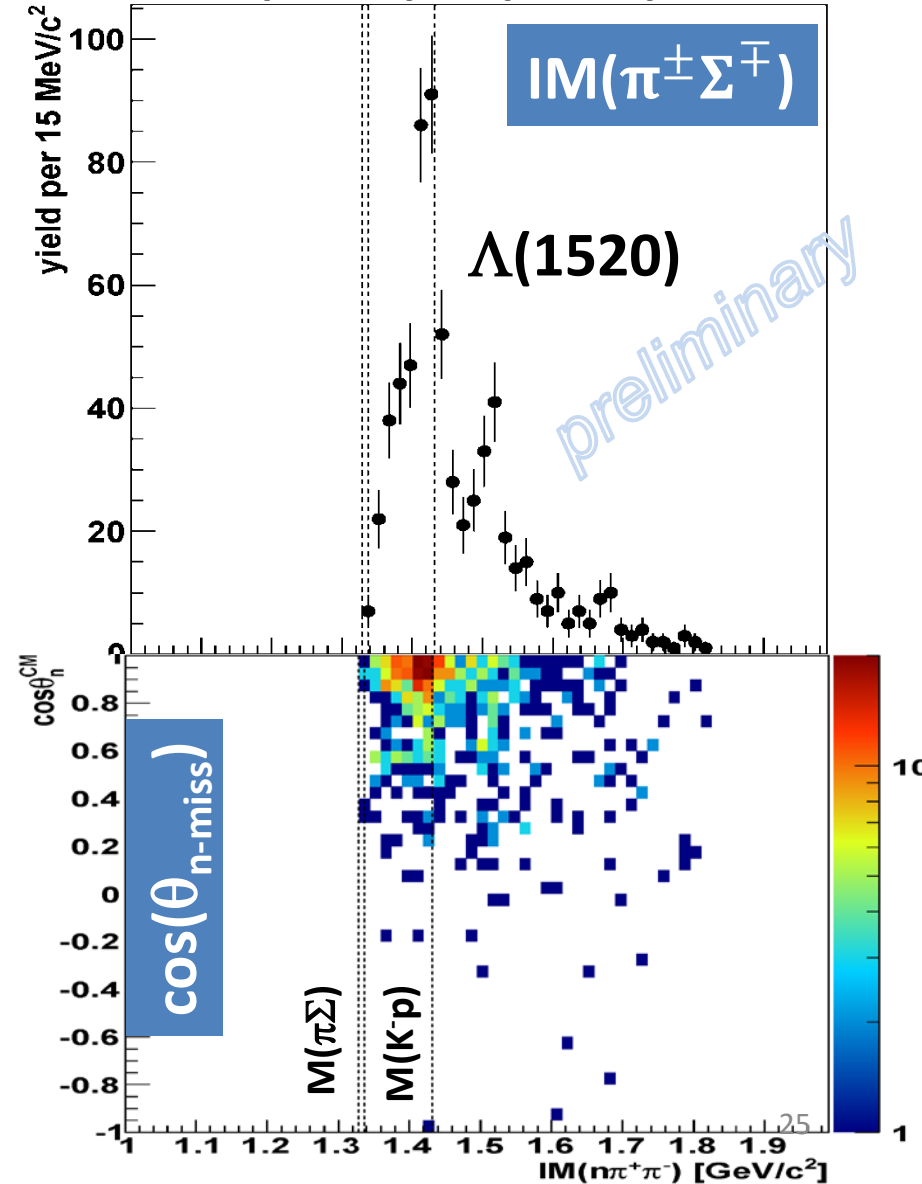 yield per 15 MeV/c²
100
80
60
40
20
0
IM(π±Σ∓)
Λ(1520)
preliminary
cosθₙᶜᴹ
cos(θn-miss)
1
0.8
0.6
0.4
0.2
0
-0.2
-0.4
-0.6
-0.8
-1
M(πΣ)
M(K⁻p)
10
1
25
1 1.1 1.2 1.3 1.4 1.5 1.6 1.7 1.8 1.9
IM(nπ⁺π⁻) [GeV/c²]